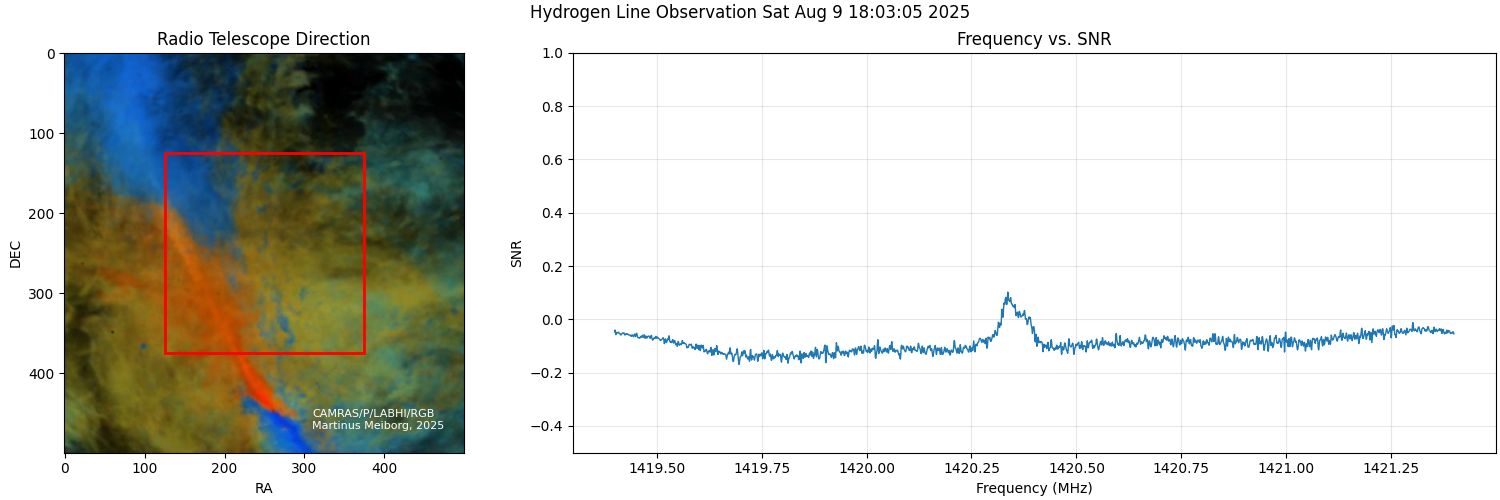 Hydrogen Line Observation Sat Aug 9 18:03:05 2025
Radio Telescope Direction
0
100
200
300
400
DEC
0 100 200 300 400
RA
CAMRAS/P/LABHI/RGB
Martinus Meiborg, 2025
Frequency vs. SNR
1.0
0.8
0.6
0.4
0.2
0.0
−0.2
−0.4
SNR
1419.50 1419.75 1420.00 1420.25 1420.50 1420.75 1421.00 1421.25
Frequency (MHz)